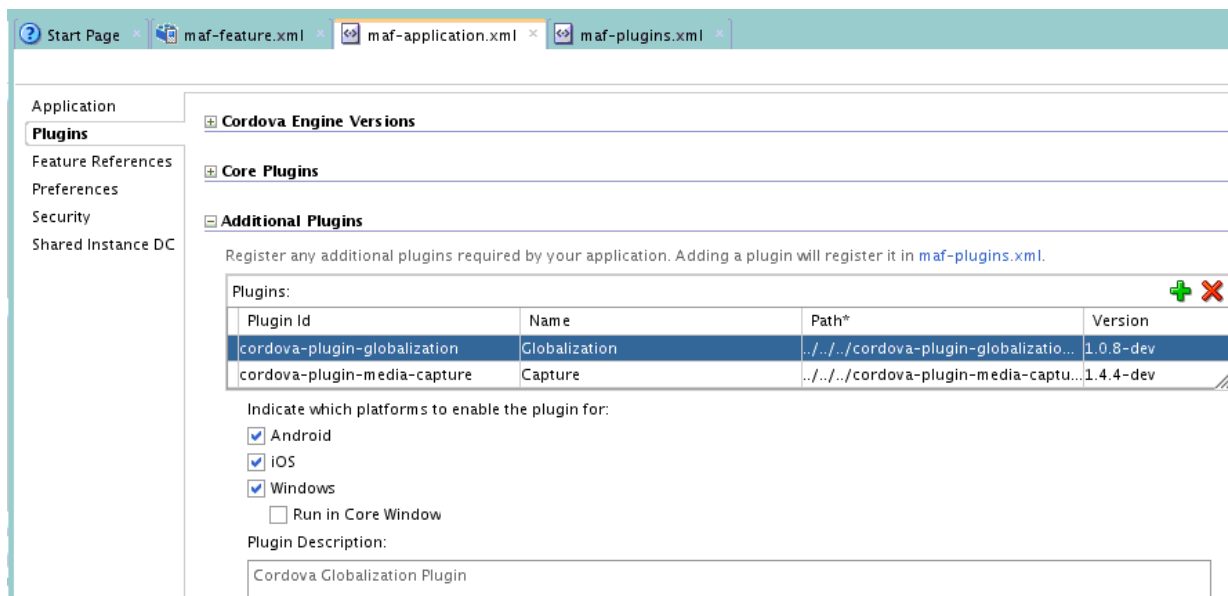 Start Page × maf-feature.xml × maf-application.xml × maf-plugins.xml ×
Application
Plugins
Feature References
Preferences
Security
Shared Instance DC
Cordova Engine Versions
Core Plugins
Additional Plugins
Register any additional plugins required by your application. Adding a plugin will register it in maf-plugins.xml.
Plugins:
Plugin Id Name Path* Version
cordova-plugin-globalization Globalization ../../../cordova-plugin-globalizatio... 1.0.8-dev
cordova-plugin-media-capture Capture ../../../cordova-plugin-media-captu... 1.4.4-dev
Indicate which platforms to enable the plugin for:
Android
iOS
Windows
Run in Core Window
Plugin Description:
Cordova Globalization Plugin